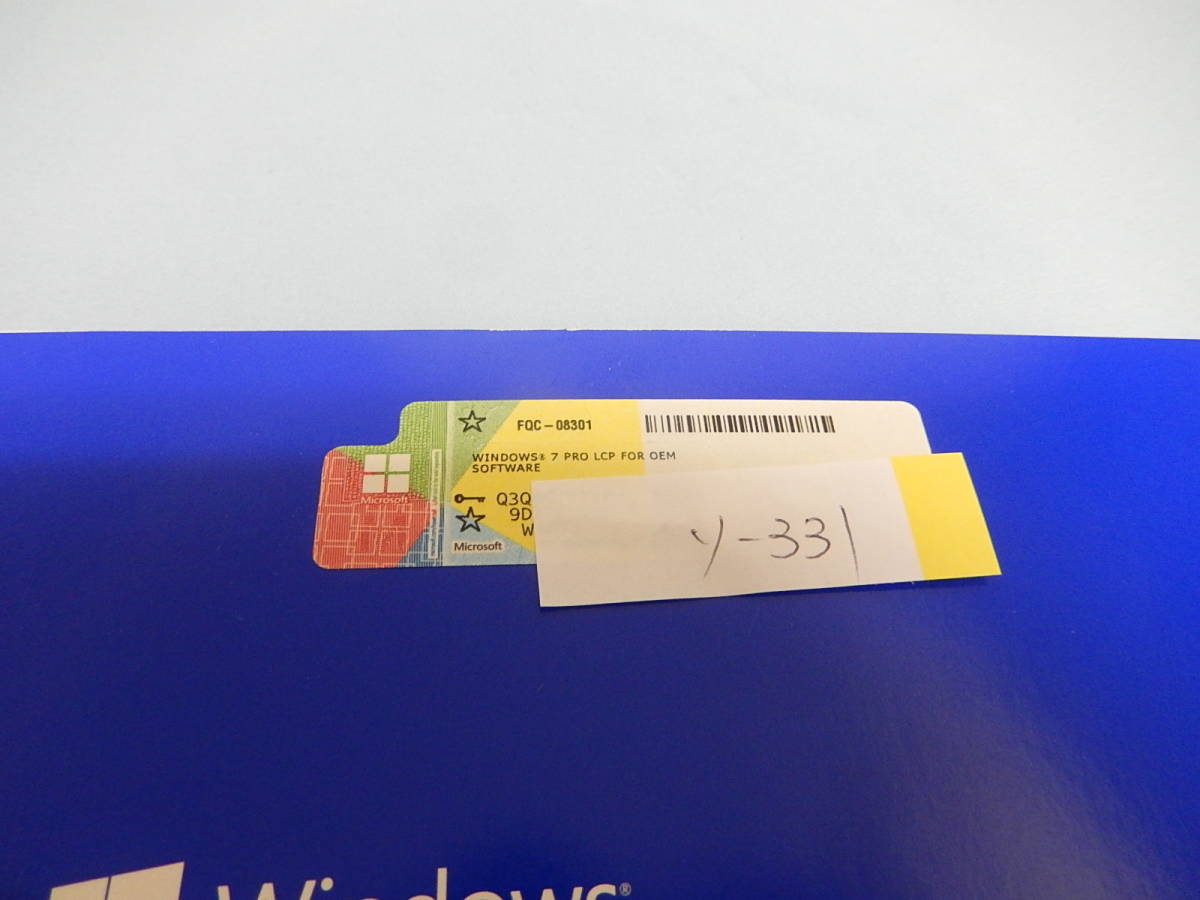 FQC-08301
WINDOWS® 7 PRO LCP FOR OEM
SOFTWARE
Microsoft
Q3Q
9D
W
Microsoft
y-331
Windows®